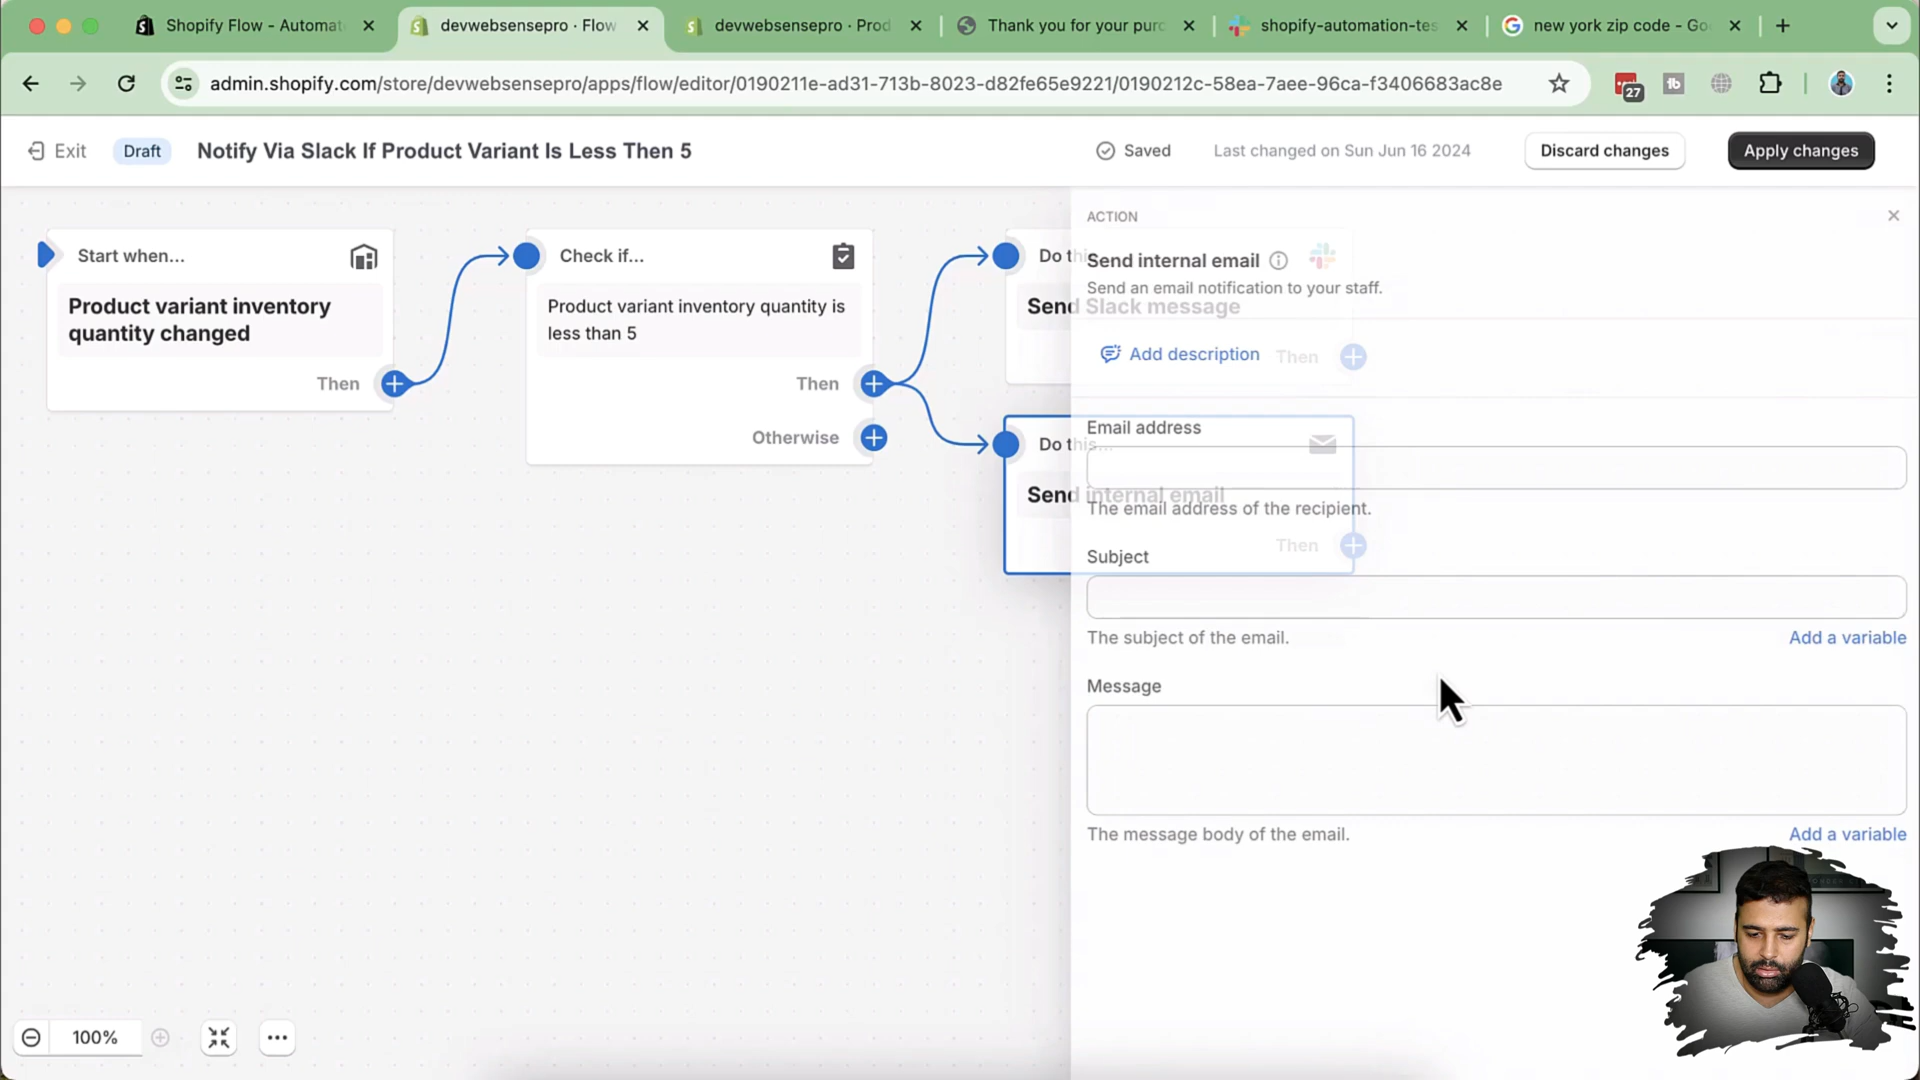 Shopify Flow - Automat
devwebsensepro · Flow
devwebsensepro · Prod
Thank you for your purc
shopify-automation-tes
new york zip code - Go
admin.shopify.com/store/devwebsensepro/apps/flow/editor/0190211e-ad31-713b-8023-d82fe65e9221/0190212c-58ea-7aee-96ca-f3406683ac8e
27
Exit
Draft
Notify Via Slack If Product Variant Is Less Then 5
Saved
Last changed on Sun Jun 16 2024
Discard changes
Apply changes
Start when...
Product variant inventory
quantity changed
Then
Check if...
Product variant inventory quantity is
less than 5
Then
Otherwise
Do this...
Send Slack message
Then
Do this...
Send internal email
Then
ACTION
Send internal email
Send an email notification to your staff.
Add description
Email address
The email address of the recipient.
Subject
The subject of the email.
Add a variable
Message
The message body of the email.
Add a variable
100%